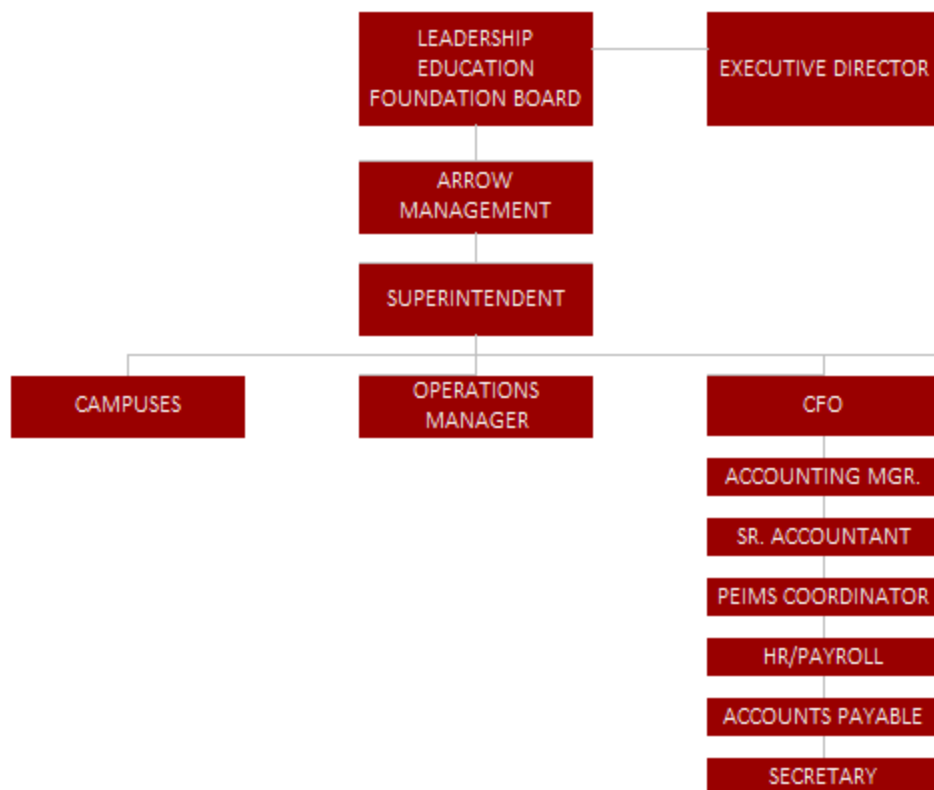 LEADERSHIP
EDUCATION
FOUNDATION BOARD
EXECUTIVE DIRECTOR
ARROW
MANAGEMENT
SUPERINTENDENT
CAMPUSES
OPERATIONS
MANAGER
CFO
ACCOUNTING MGR.
SR. ACCOUNTANT
PEIMS COORDINATOR
HR/PAYROLL
ACCOUNTS PAYABLE
SECRETARY